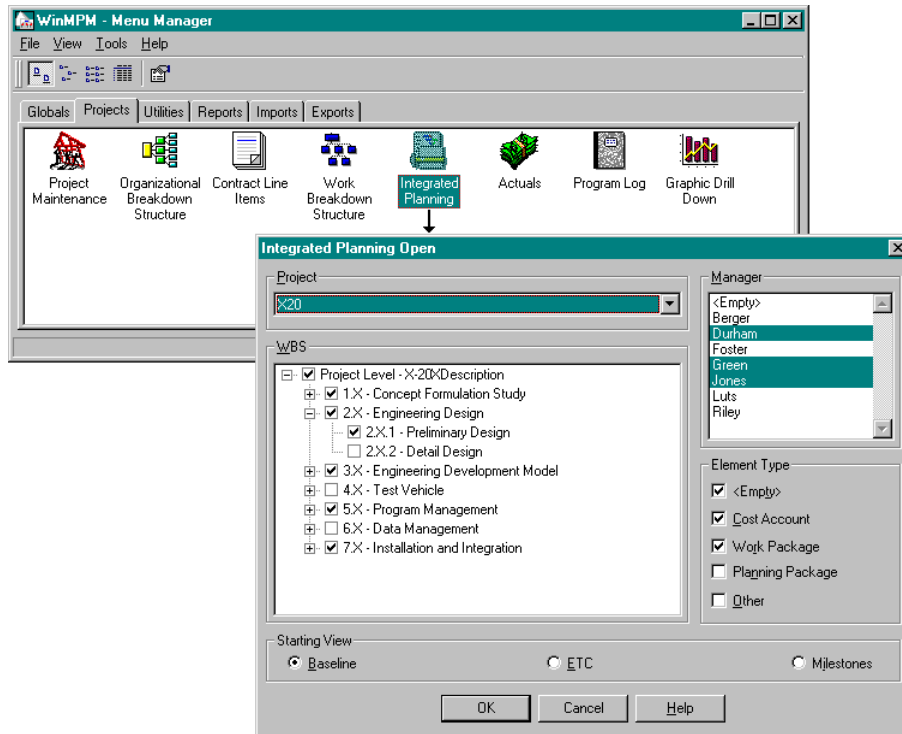 WinMPM - Menu Manager
File View Tools Help
Globals Projects Utilities Reports Imports Exports
Project Maintenance
Organizational Breakdown Structure
Contract Line Items
Work Breakdown Structure
Integrated Planning
Actuals
Program Log
Graphic Drill Down
Integrated Planning Open
Project
X20
WBS
Project Level - X-20XDescription
1.X - Concept Formulation Study
2.X - Engineering Design
2.X.1 - Preliminary Design
2.X.2 - Detail Design
3.X - Engineering Development Model
4.X - Test Vehicle
5.X - Program Management
6.X - Data Management
7.X - Installation and Integration
Manager
<Empty>
Berger
Durham
Foster
Green
Jones
Luts
Riley
Element Type
<Empty>
Cost Account
Work Package
Planning Package
Other
Starting View
Baseline ETC Milestones
OK Cancel Help